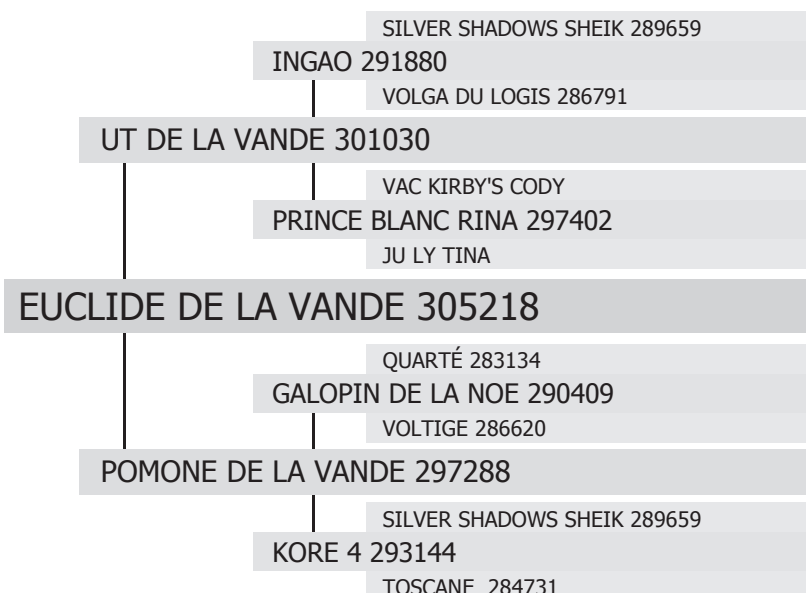 SILVER SHADOWS SHEIK 289659
INGAO 291880
VOLGA DU LOGIS 286791
UT DE LA VANDE 301030
VAC KIRBY'S CODY
PRINCE BLANC RINA 297402
JU LY TINA
EUCLIDE DE LA VANDE 305218
QUARTÉ 283134
GALOPIN DE LA NOE 290409
VOLTIGE 286620
POMONE DE LA VANDE 297288
SILVER SHADOWS SHEIK 289659
KORE 4 293144
TOSCANE 284731